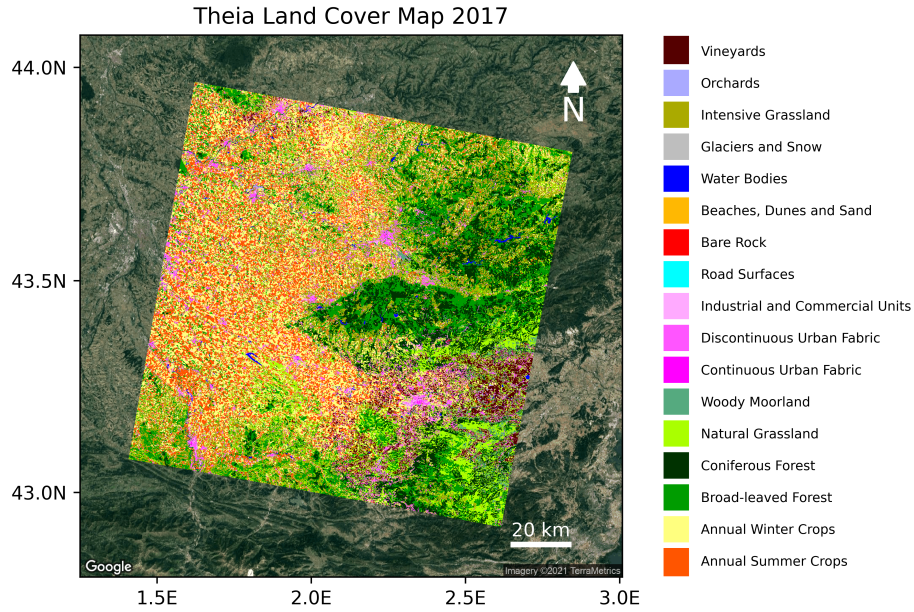 Theia Land Cover Map 2017
44.0N
43.5N
43.0N
N
20 km
Google
Imagery ©2021 TerraMetrics
1.5E
2.0E
2.5E
3.0E
Vineyards
Orchards
Intensive Grassland
Glaciers and Snow
Water Bodies
Beaches, Dunes and Sand
Bare Rock
Road Surfaces
Industrial and Commercial Units
Discontinuous Urban Fabric
Continuous Urban Fabric
Woody Moorland
Natural Grassland
Coniferous Forest
Broad-leaved Forest
Annual Winter Crops
Annual Summer Crops